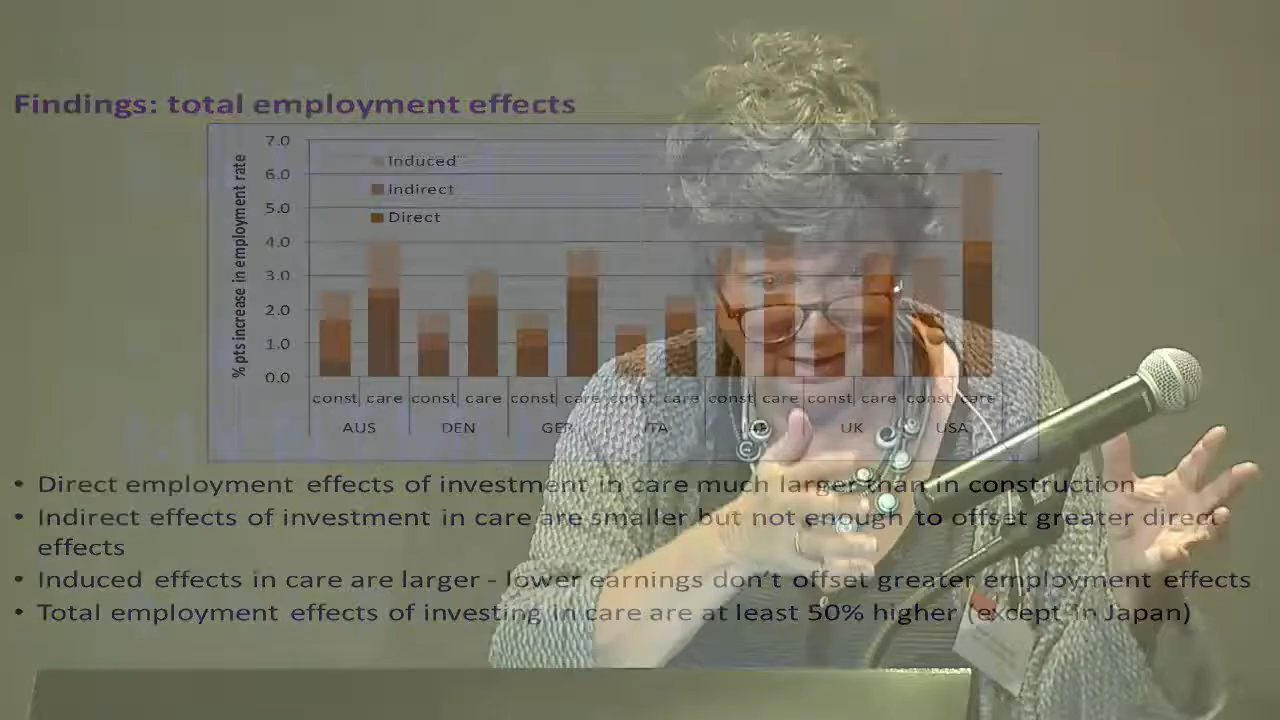 Findings: total employment effects
7.0
6.0
5.0
4.0
3.0
2.0
1.0
0.0
% pts increase in employment rate
Induced
Indirect
Direct
const care const care const care const care const care const care const care
AUS DEN GER ITA UK USA
• Direct employment effects of investment in care much larger than in construction
• Indirect effects of investment in care are smaller but not enough to offset greater direct
effects
• Induced effects in care are larger - lower earnings don't offset greater employment effects
• Total employment effects of investing in care are at least 50% higher (except in Japan)